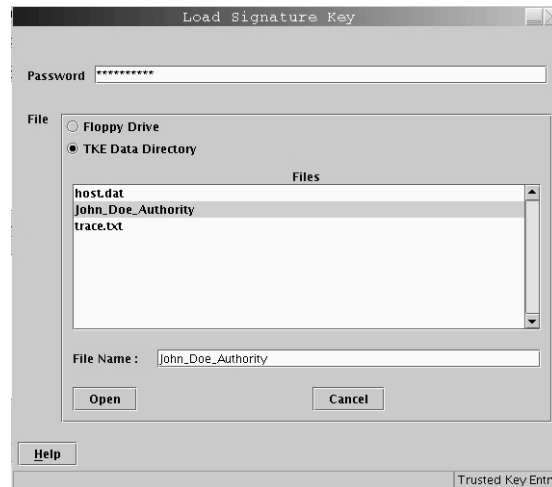 Load Signature Key
Password **********
File
Floppy Drive
TKE Data Directory
Files
host.dat
John_Doe_Authority
trace.txt
File Name : John_Doe_Authority
Open Cancel
Help
Trusted Key Entr